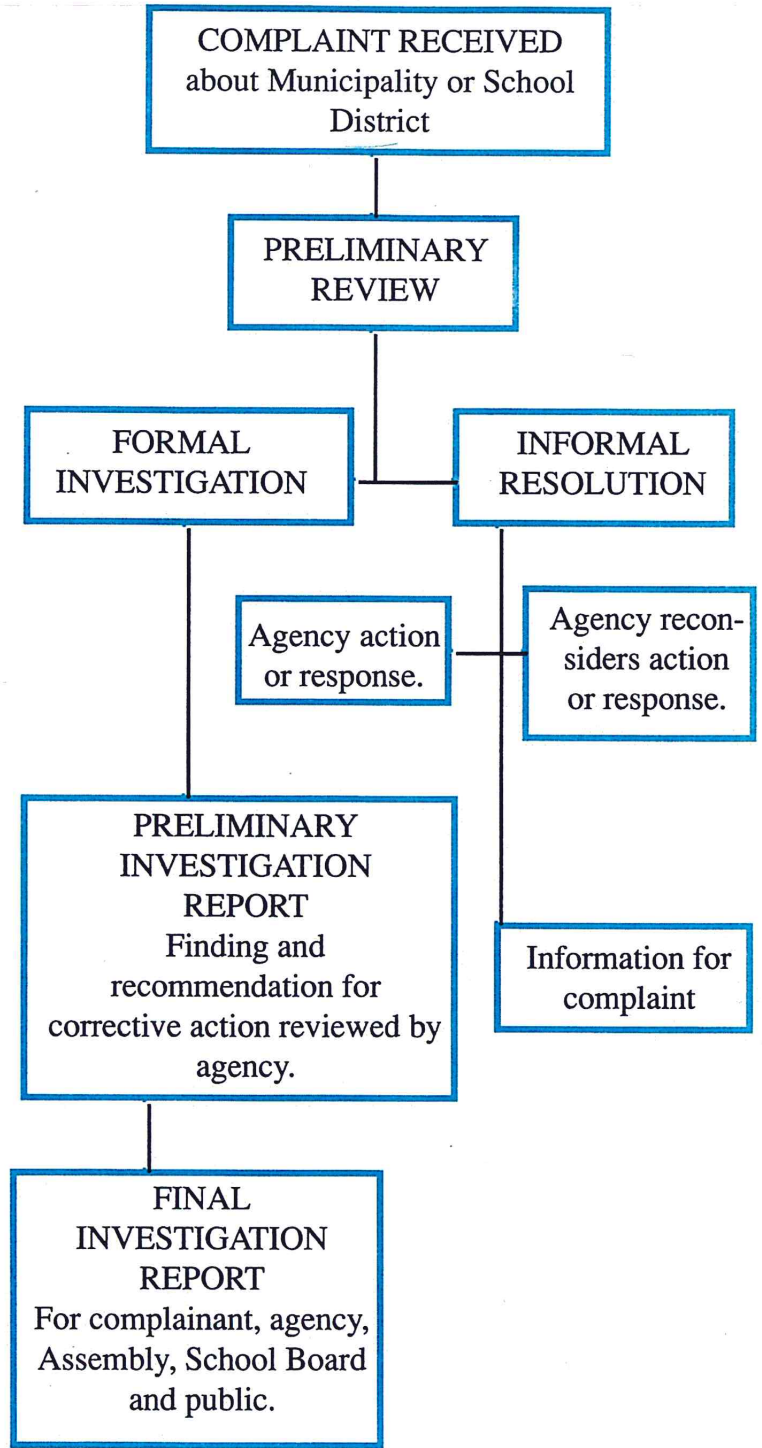 COMPLAINT RECEIVED
about Municipality or School
District
PRELIMINARY
REVIEW
FORMAL
INVESTIGATION
INFORMAL
RESOLUTION
Agency action
or response.
Agency recon-
siders action
or response.
PRELIMINARY
INVESTIGATION
REPORT
Finding and
recommendation for
corrective action reviewed by
agency.
Information for
complaint
FINAL
INVESTIGATION
REPORT
For complainant, agency,
Assembly, School Board
and public.